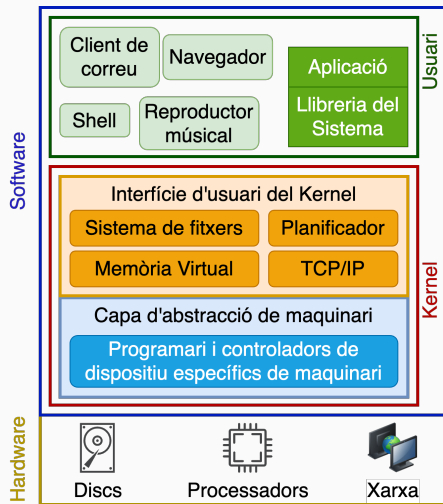 Software
Usuari
Client de
correu
Navegador
Shell
Reproductor
músical
Aplicació
Llibreria del
Sistema
Kernel
Interfície d'usuari del Kernel
Sistema de fitxers
Planificador
Memòria Virtual
TCP/IP
Capa d'abstracció de maquinari
Programari i controladors de
dispositiu específics de maquinari
Hardware
Discs
Processadors
Xarxa